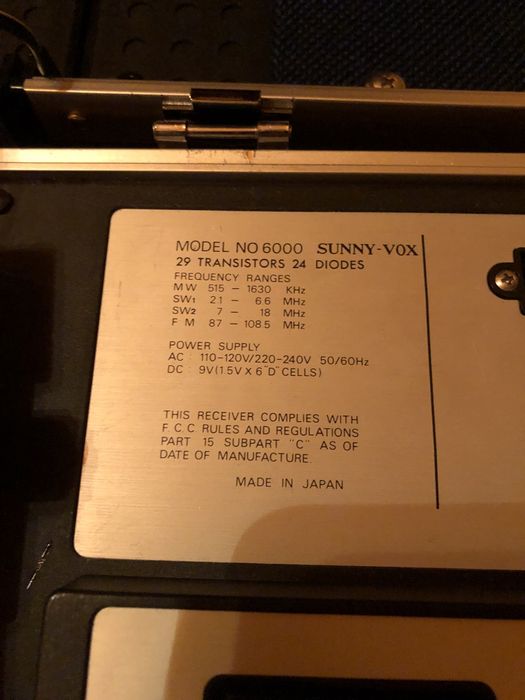 MODEL NO 6000 SUNNY-VOX
29 TRANSISTORS 24 DIODES
FREQUENCY RANGES
MW 515 - 1630 KHz
SW1 2.1 - 6.6 MHz
SW2 7 - 18 MHz
F M 87 - 108.5 MHz
POWER SUPPLY
AC : 110-120V/220-240V 50/60Hz
DC : 9V(1.5V X 6 "D" CELLS)
THIS RECEIVER COMPLIES WITH
F.C.C RULES AND REGULATIONS
PART 15 SUBPART "C" AS OF
DATE OF MANUFACTURE.
MADE IN JAPAN